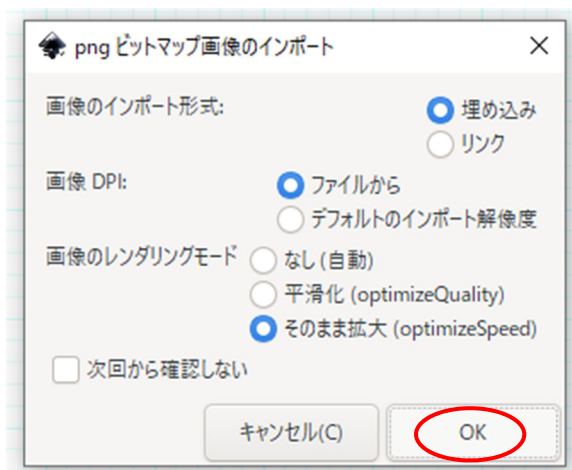 png ビットマップ画像のインポート
画像のインポート形式:
埋め込み
リンク
画像 DPI:
ファイルから
デフォルトのインポート解像度
画像のレンダリングモード
なし (自動)
平滑化 (optimizeQuality)
そのまま拡大 (optimizeSpeed)
次回から確認しない
キャンセル(C)
OK